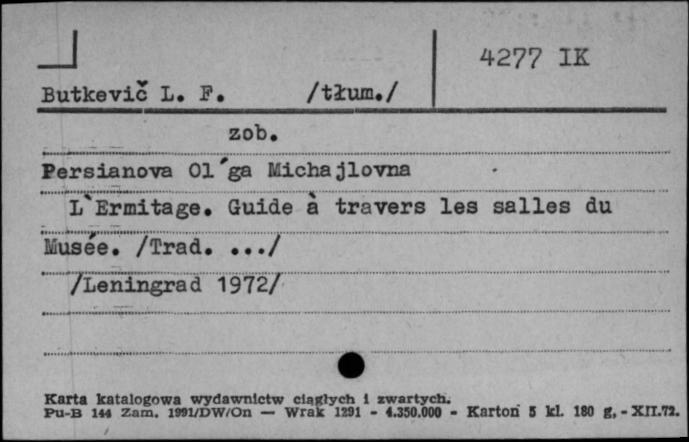 4277 IK
Butkevič L. F. /tłum./
zob.
Persianova Ol´ga Michajlovna
L`Ermitage. Guide à travers les salles du
Musée. /Trad. .../
/Leningrad 1972/
Karta katalogowa wydawnictw ciągłych i zwartych.
Pu-B 144 Zam. 1991/DW/On — Wrak 1291 - 4.350.000 - Karton 5 kl. 180 g. - XII.72.